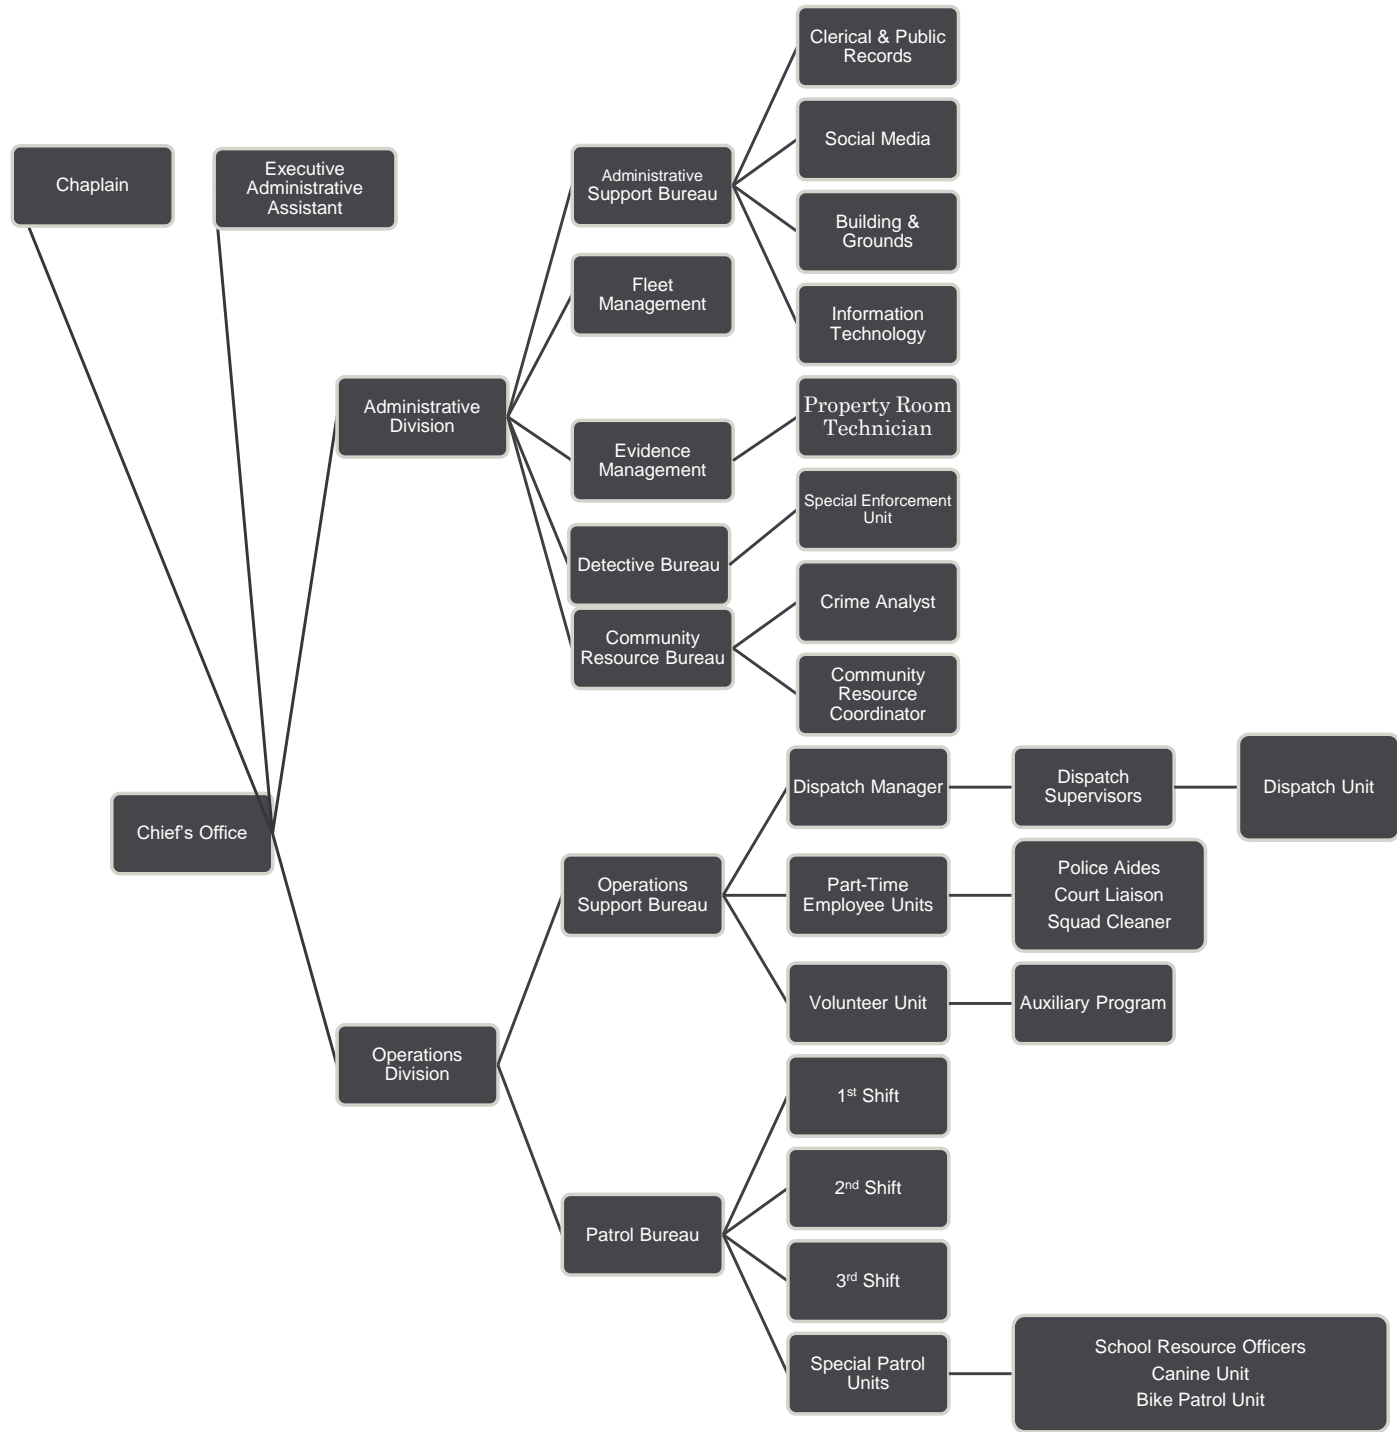 Clerical & Public
Records
Social Media
Chaplain
Executive
Administrative
Assistant
Administrative
Support Bureau
Building &
Grounds
Fleet
Management
Information
Technology
Administrative
Division
Property Room
Technician
Evidence
Management
Special Enforcement
Unit
Detective Bureau
Crime Analyst
Community
Resource Bureau
Community
Resource
Coordinator
Dispatch Manager
Dispatch
Supervisors
Dispatch Unit
Chief's Office
Operations
Support Bureau
Part-Time
Employee Units
Police Aides
Court Liaison
Squad Cleaner
Volunteer Unit
Auxiliary Program
Operations
Division
1st Shift
2nd Shift
Patrol Bureau
3rd Shift
Special Patrol
Units
School Resource Officers
Canine Unit
Bike Patrol Unit